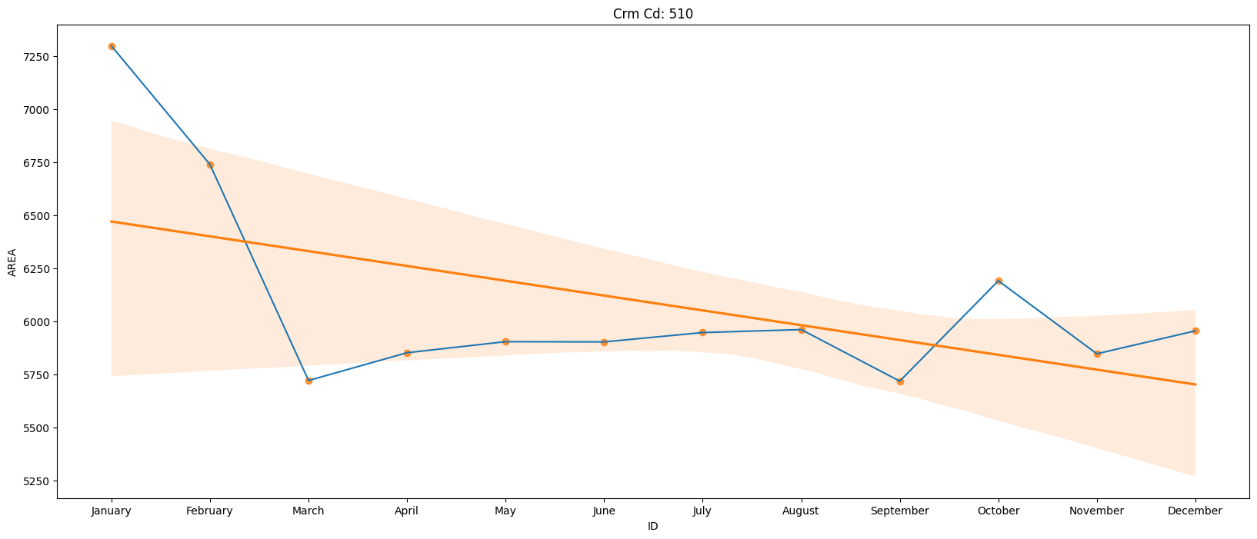 Crm Cd: 510
7250
7000
6750
6500
6250
6000
5750
5500
5250
AREA
January February March April May June July August September October November December
ID